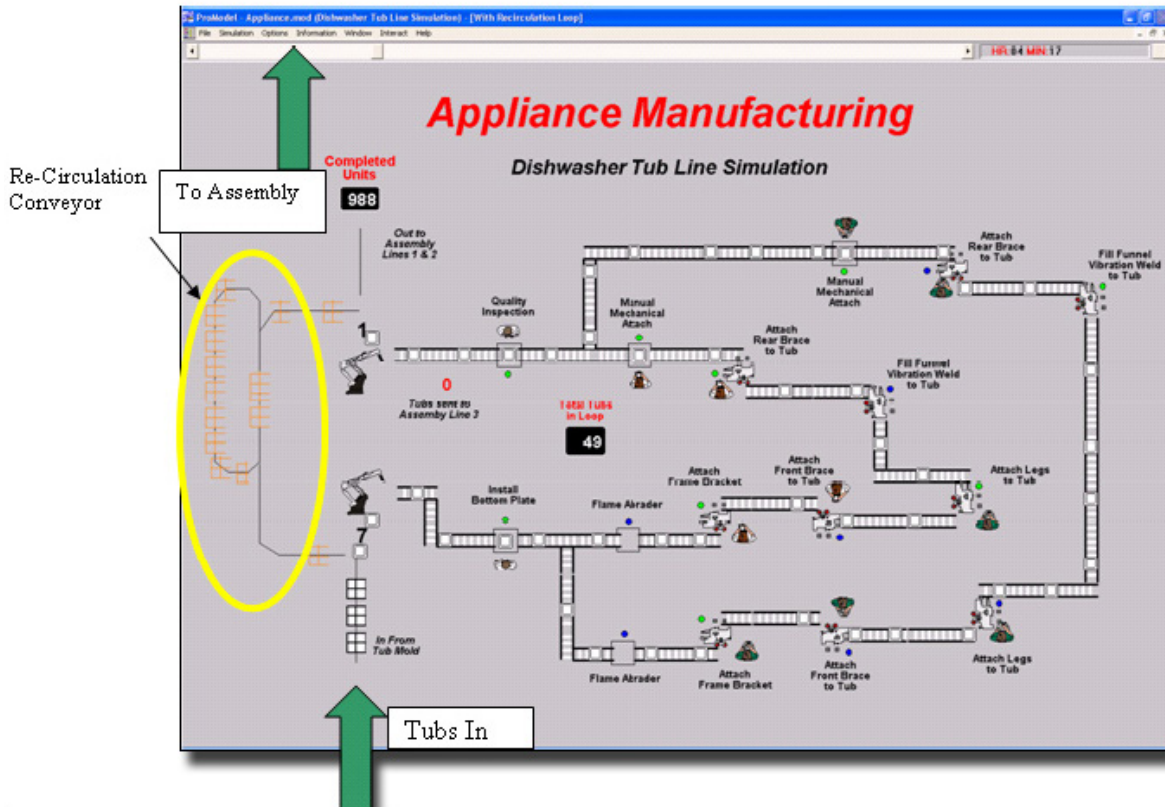 ProModel - Appliance.mod (Dishwasher Tub Line Simulation) - [With Recirculation Loop]
File Simulation Options Information Window Interact Help
HR:84 MIN:17
Appliance Manufacturing
Dishwasher Tub Line Simulation
Re-Circulation
Conveyor
To Assembly
Completed
Units
988
Out to
Assembly
Lines 1 & 2
Quality
Inspection
Manual
Mechanical
Attach
Manual
Mechanical
Attach
Attach
Rear Brace
to Tub
Fill Funnel
Vibration Weld
to Tub
1
Attach
Rear Brace
to Tub
Fill Funnel
Vibration Weld
to Tub
0
Tubs sent to
Assemby Line 3
Total Tubs
in Loop
49
Install
Bottom Plate
Flame Abrader
Attach
Frame Bracket
Attach
Front Brace
to Tub
Attach Legs
to Tub
7
In From
Tub Mold
Flame Abrader
Attach
Frame Bracket
Attach
Front Brace
to Tub
Attach Legs
to Tub
Tubs In